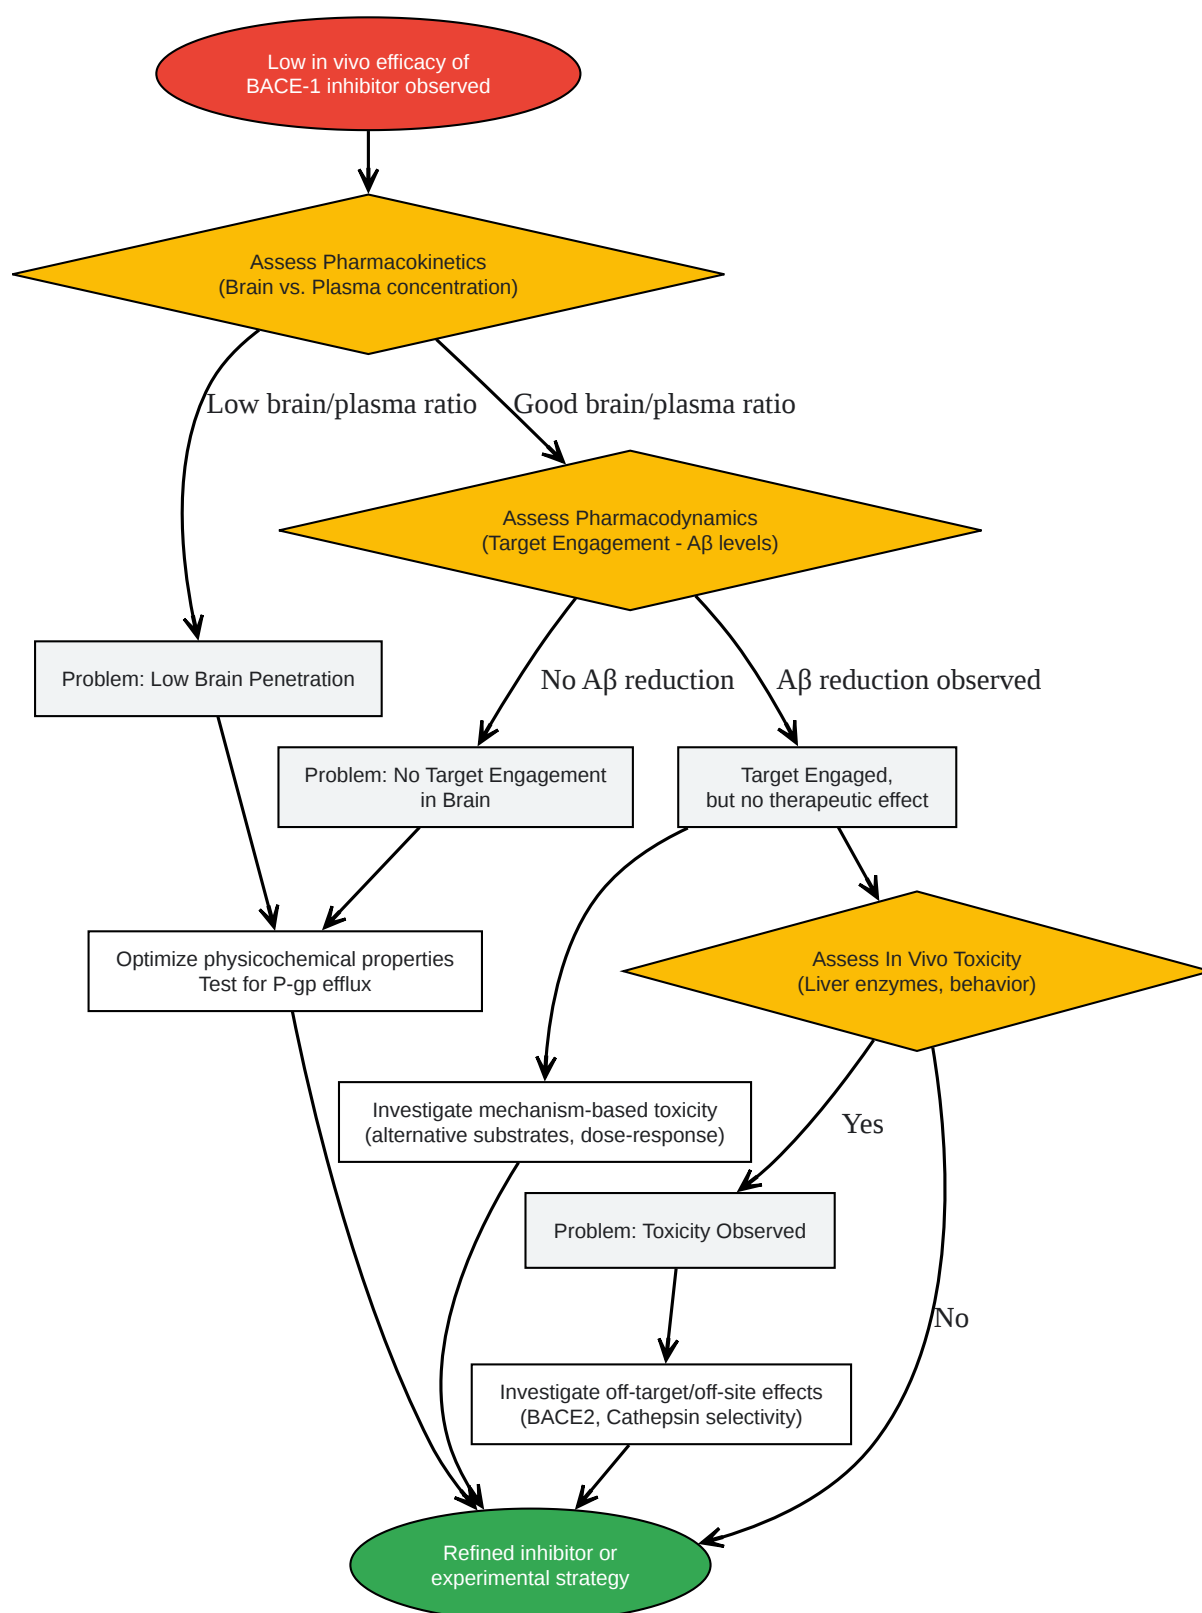 Low in vivo efficacy of
BACE-1 inhibitor observed
Assess Pharmacokinetics
(Brain vs. Plasma concentration)
Low brain/plasma ratio
Good brain/plasma ratio
Assess Pharmacodynamics
(Target Engagement - Aβ levels)
Problem: Low Brain Penetration
No Aβ reduction
Aβ reduction observed
Problem: No Target Engagement
in Brain
Target Engaged,
but no therapeutic effect
Optimize physicochemical properties
Test for P-gp efflux
Assess In Vivo Toxicity
(Liver enzymes, behavior)
Investigate mechanism-based toxicity
(alternative substrates, dose-response)
Yes
Problem: Toxicity Observed
No
Investigate off-target/off-site effects
(BACE2, Cathepsin selectivity)
Refined inhibitor or
experimental strategy